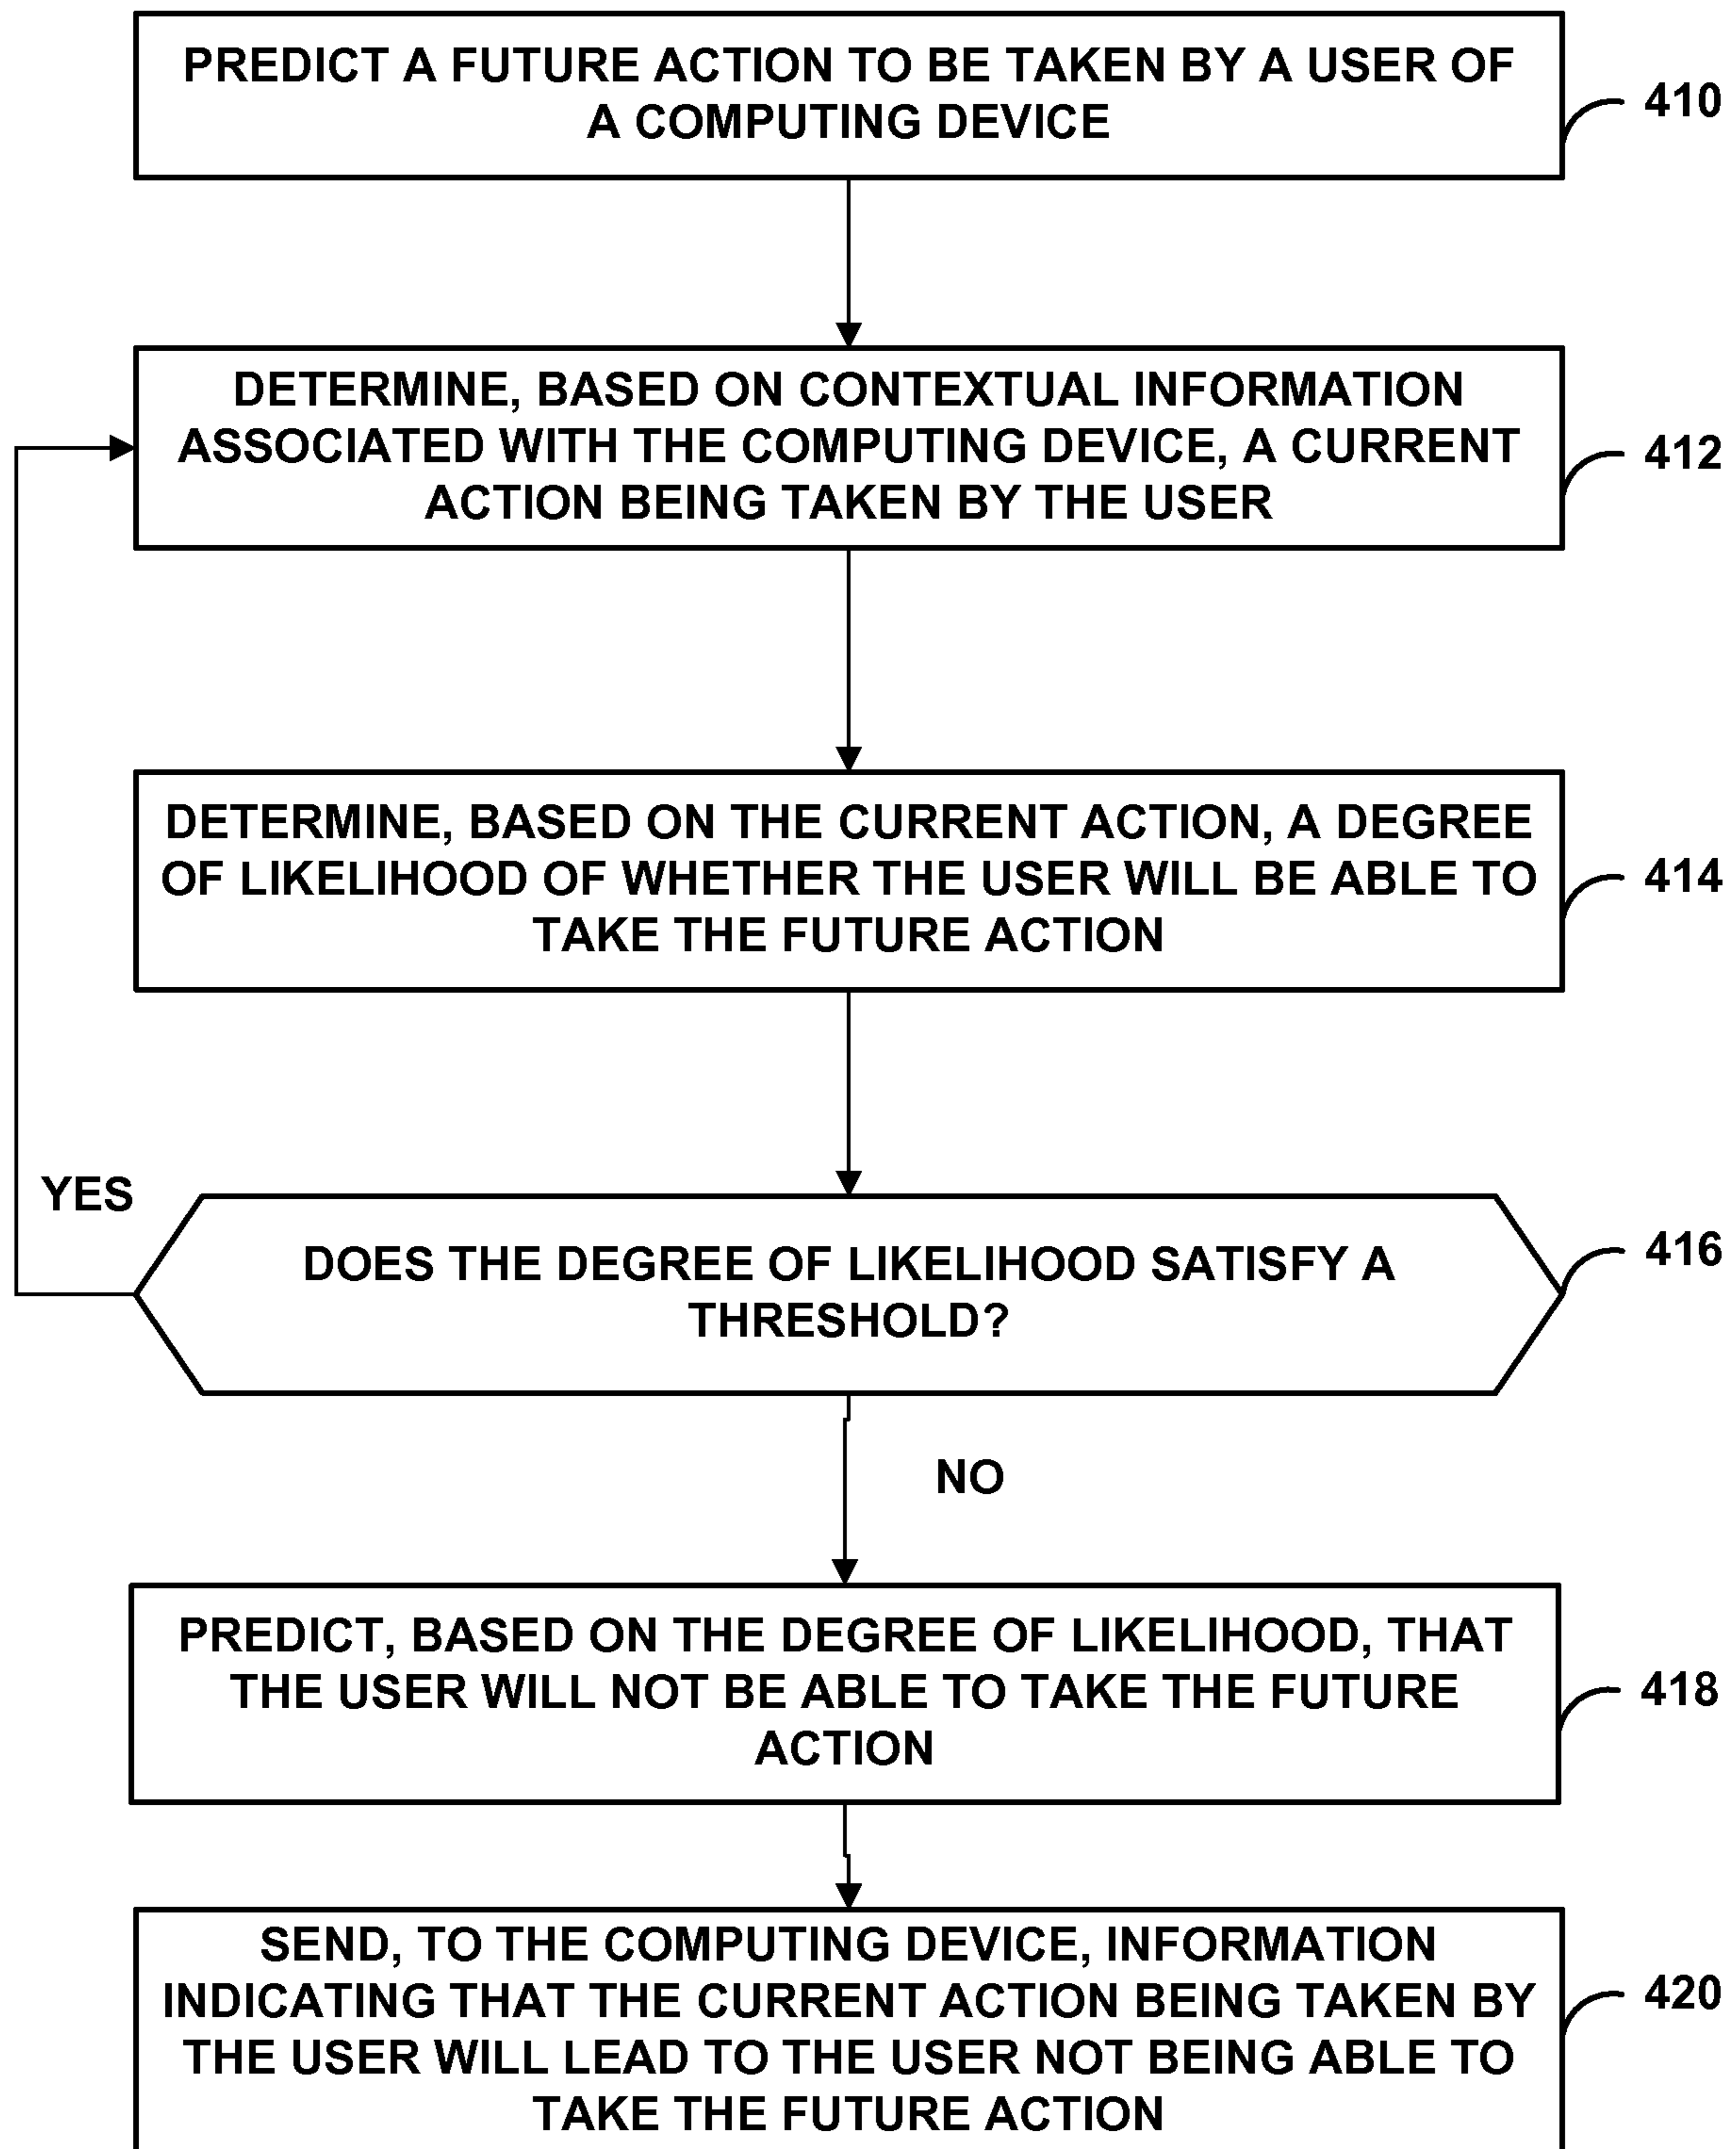 PREDICT A FUTURE ACTION TO BE TAKEN BY A USER OF
A COMPUTING DEVICE
410
DETERMINE, BASED ON CONTEXTUAL INFORMATION
ASSOCIATED WITH THE COMPUTING DEVICE, A CURRENT
ACTION BEING TAKEN BY THE USER
412
DETERMINE, BASED ON THE CURRENT ACTION, A DEGREE
OF LIKELIHOOD OF WHETHER THE USER WILL BE ABLE TO
TAKE THE FUTURE ACTION
414
YES
DOES THE DEGREE OF LIKELIHOOD SATISFY A
THRESHOLD?
416
NO
PREDICT, BASED ON THE DEGREE OF LIKELIHOOD, THAT
THE USER WILL NOT BE ABLE TO TAKE THE FUTURE
ACTION
418
SEND, TO THE COMPUTING DEVICE, INFORMATION
INDICATING THAT THE CURRENT ACTION BEING TAKEN BY
THE USER WILL LEAD TO THE USER NOT BEING ABLE TO
TAKE THE FUTURE ACTION
420